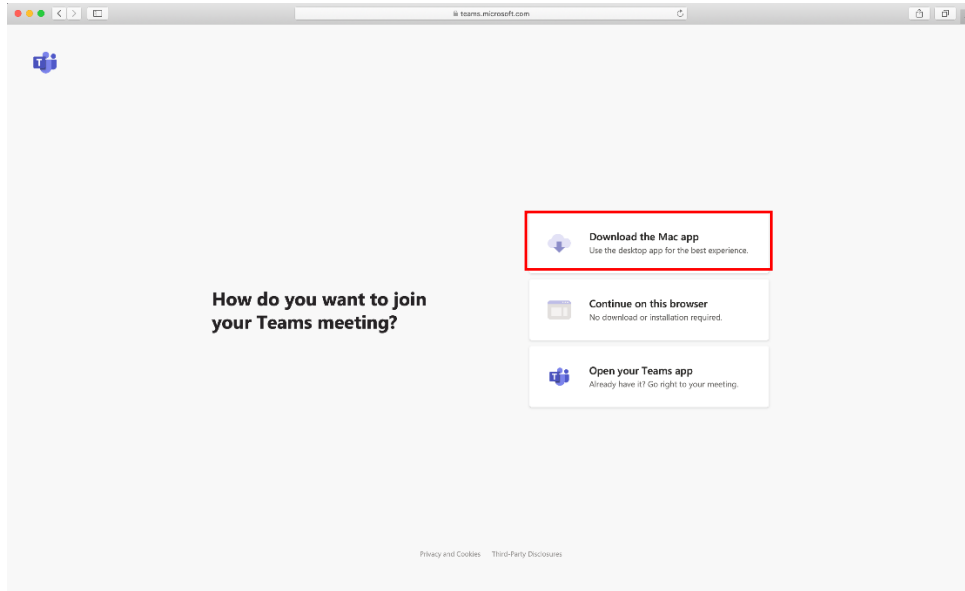 teams.microsoft.com
Download the Mac app
Use the desktop app for the best experience.
How do you want to join
your Teams meeting?
Continue on this browser
No download or installation required.
Open your Teams app
Already have it? Go right to your meeting.
Privacy and Cookies Third-Party Disclosures